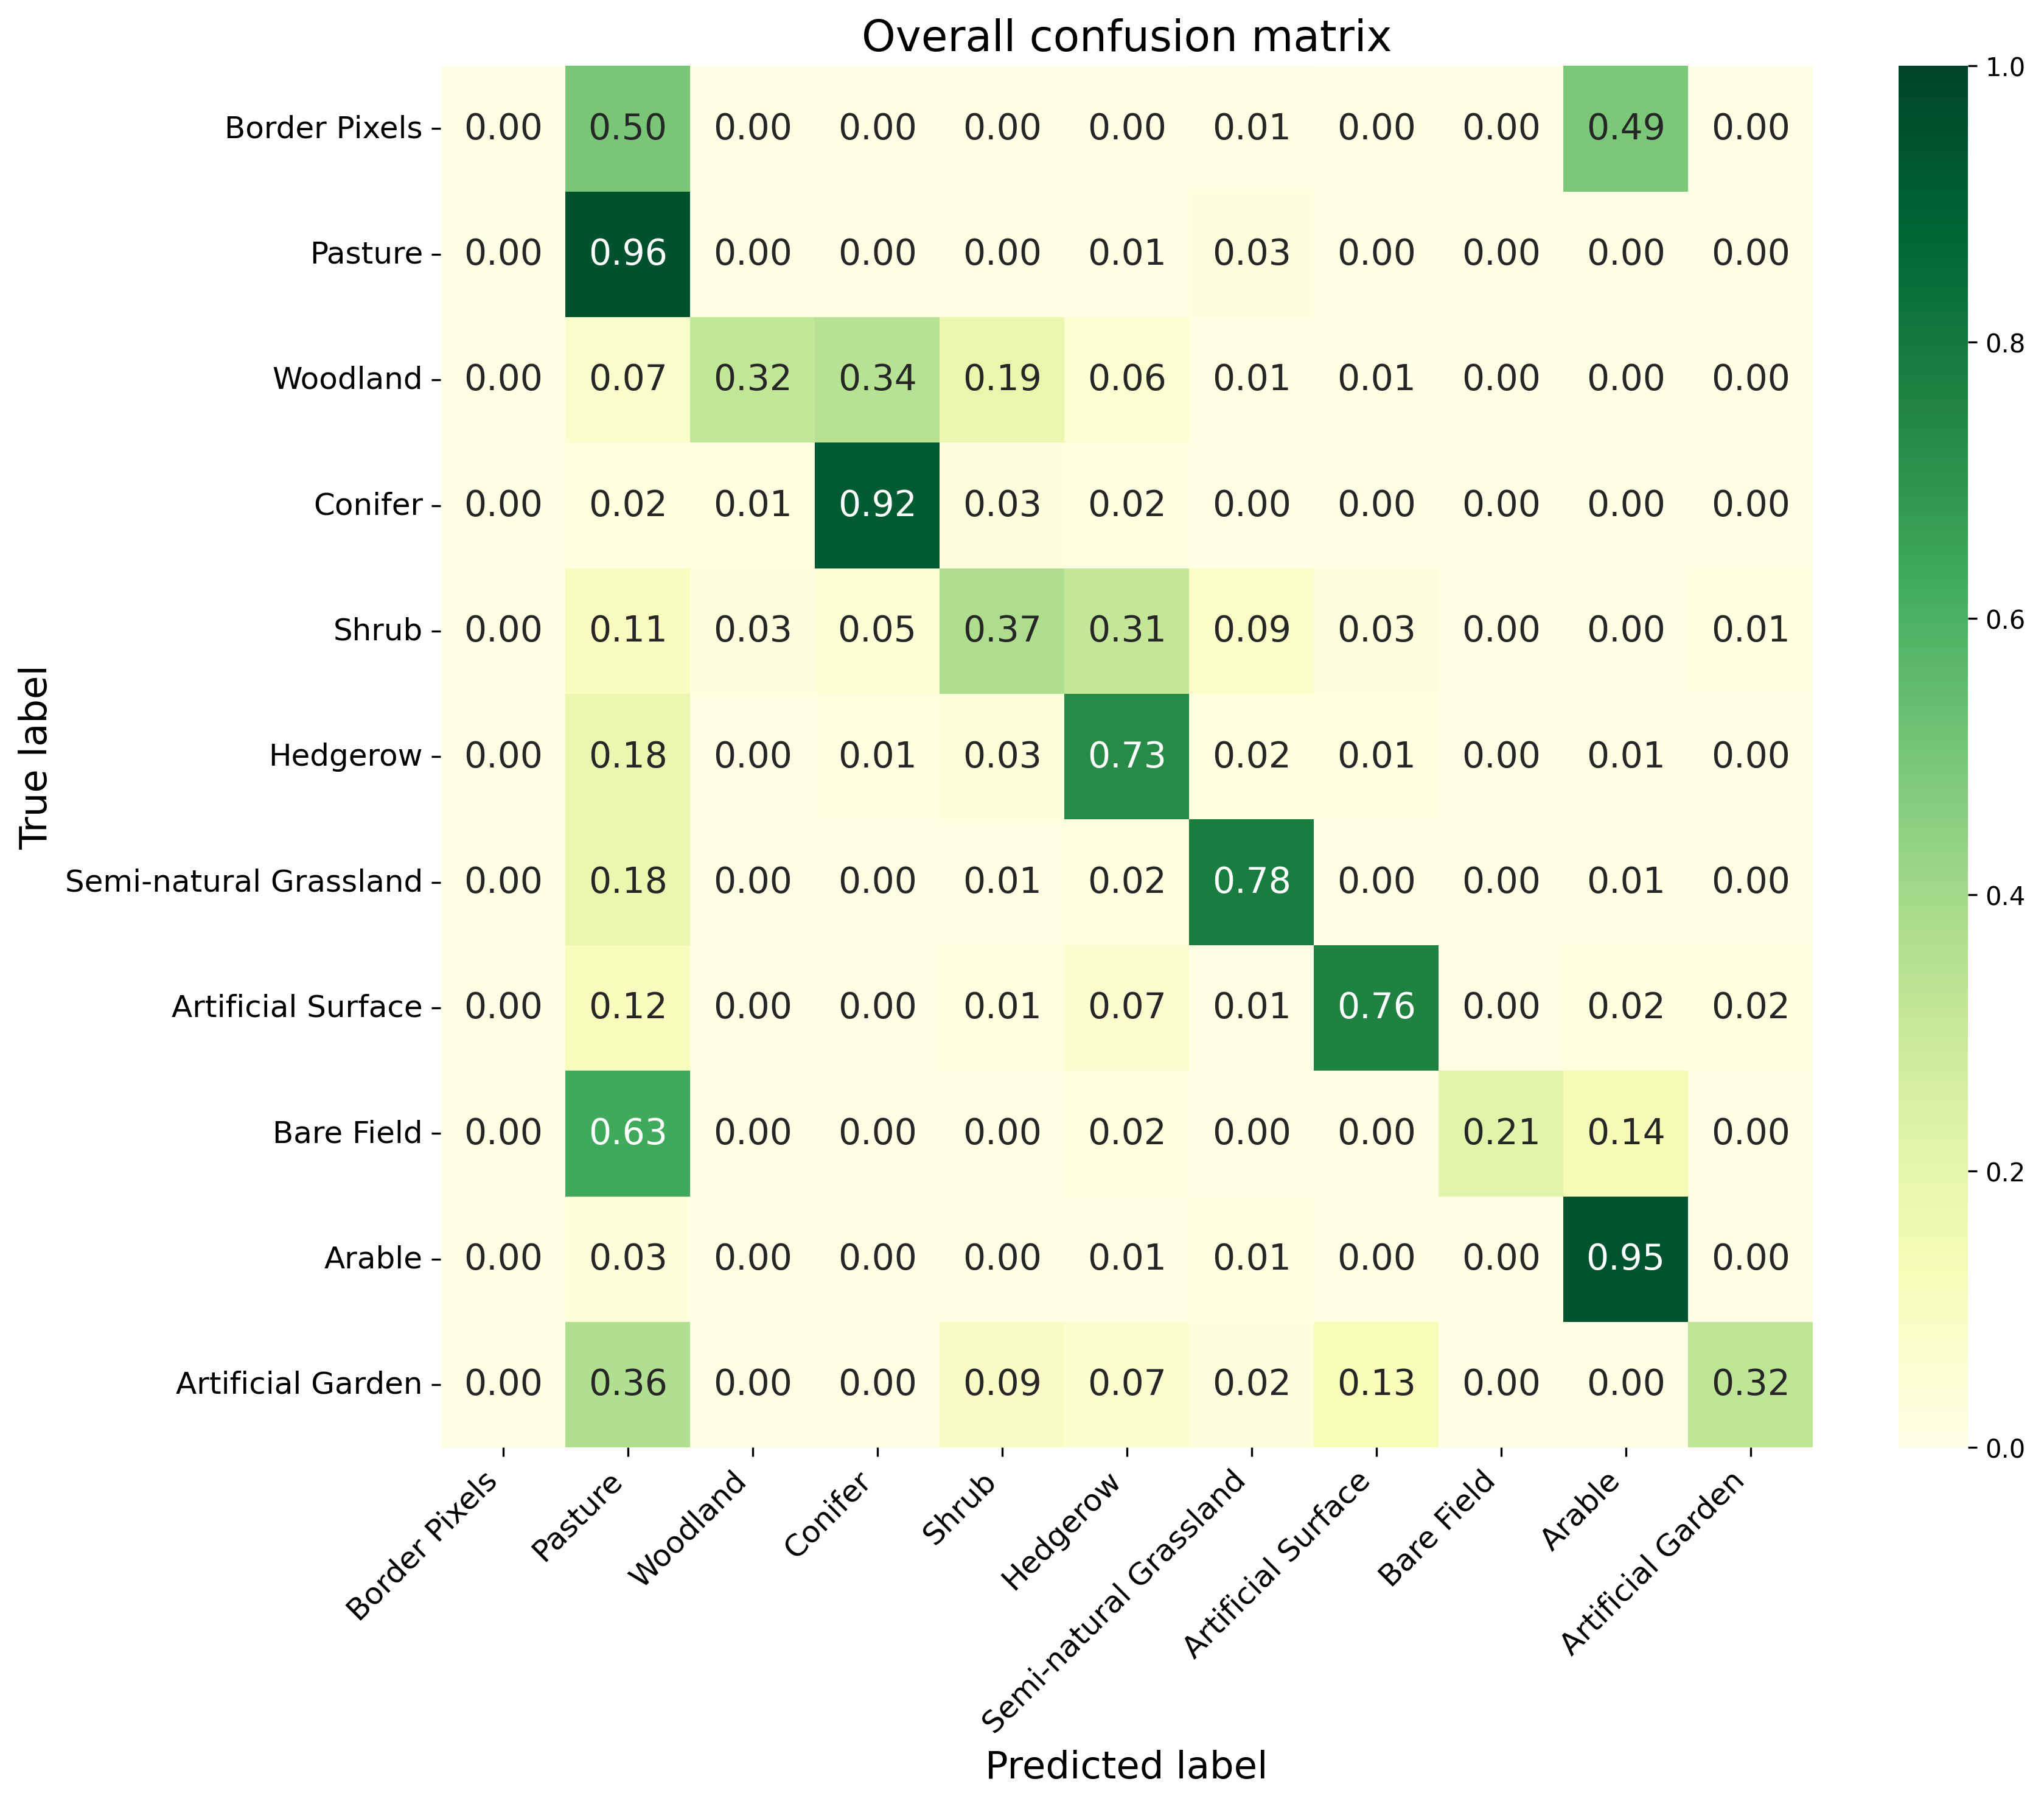 Overall confusion matrix
True label
Border Pixels 0.00 0.50 0.00 0.00 0.00 0.00 0.01 0.00 0.00 0.49 0.00
Pasture 0.00 0.96 0.00 0.00 0.00 0.01 0.03 0.00 0.00 0.00 0.00
Woodland 0.00 0.07 0.32 0.34 0.19 0.06 0.01 0.01 0.00 0.00 0.00
Conifer 0.00 0.02 0.01 0.92 0.03 0.02 0.00 0.00 0.00 0.00 0.00
Shrub 0.00 0.11 0.03 0.05 0.37 0.31 0.09 0.03 0.00 0.00 0.01
Hedgerow 0.00 0.18 0.00 0.01 0.03 0.73 0.02 0.01 0.00 0.01 0.00
Semi-natural Grassland 0.00 0.18 0.00 0.00 0.01 0.02 0.78 0.00 0.00 0.01 0.00
Artificial Surface 0.00 0.12 0.00 0.00 0.01 0.07 0.01 0.76 0.00 0.02 0.02
Bare Field 0.00 0.63 0.00 0.00 0.00 0.02 0.00 0.00 0.21 0.14 0.00
Arable 0.00 0.03 0.00 0.00 0.00 0.01 0.01 0.00 0.00 0.95 0.00
Artificial Garden 0.00 0.36 0.00 0.00 0.09 0.07 0.02 0.13 0.00 0.00 0.32
Border Pixels
Pasture
Woodland
Conifer
Shrub
Hedgerow
Semi-natural Grassland
Artificial Surface
Bare Field
Arable
Artificial Garden
Predicted label
1.0
0.8
0.6
0.4
0.2
0.0